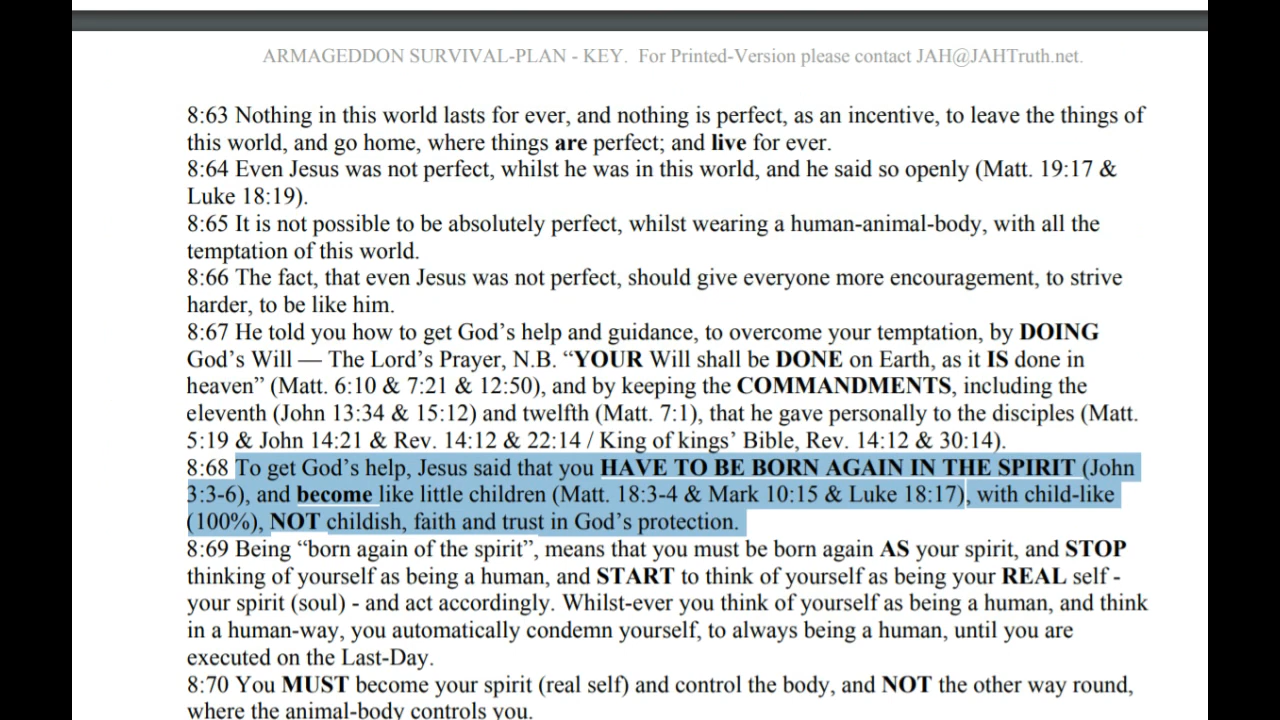 ARMAGEDDON SURVIVAL-PLAN - KEY. For Printed-Version please contact JAH@JAHTruth.net.
8:63 Nothing in this world lasts for ever, and nothing is perfect, as an incentive, to leave the things of
this world, and go home, where things are perfect; and live for ever.
8:64 Even Jesus was not perfect, whilst he was in this world, and he said so openly (Matt. 19:17 &
Luke 18:19).
8:65 It is not possible to be absolutely perfect, whilst wearing a human-animal-body, with all the
temptation of this world.
8:66 The fact, that even Jesus was not perfect, should give everyone more encouragement, to strive
harder, to be like him.
8:67 He told you how to get God’s help and guidance, to overcome your temptation, by DOING
God’s Will — The Lord’s Prayer, N.B. “YOUR Will shall be DONE on Earth, as it IS done in
heaven” (Matt. 6:10 & 7:21 & 12:50), and by keeping the COMMANDMENTS, including the
eleventh (John 13:34 & 15:12) and twelfth (Matt. 7:1), that he gave personally to the disciples (Matt.
5:19 & John 14:21 & Rev. 14:12 & 22:14 / King of kings’ Bible, Rev. 14:12 & 30:14).
8:68 To get God’s help, Jesus said that you HAVE TO BE BORN AGAIN IN THE SPIRIT (John
3:3-6), and become like little children (Matt. 18:3-4 & Mark 10:15 & Luke 18:17), with child-like
(100%), NOT childish, faith and trust in God’s protection.
8:69 Being “born again of the spirit”, means that you must be born again AS your spirit, and STOP
thinking of yourself as being a human, and START to think of yourself as being your REAL self -
your spirit (soul) - and act accordingly. Whilst-ever you think of yourself as being a human, and think
in a human-way, you automatically condemn yourself, to always being a human, until you are
executed on the Last-Day.
8:70 You MUST become your spirit (real self) and control the body, and NOT the other way round,
where the animal-body controls you.